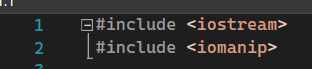 1 #include <iostream>
2 #include <iomanip>